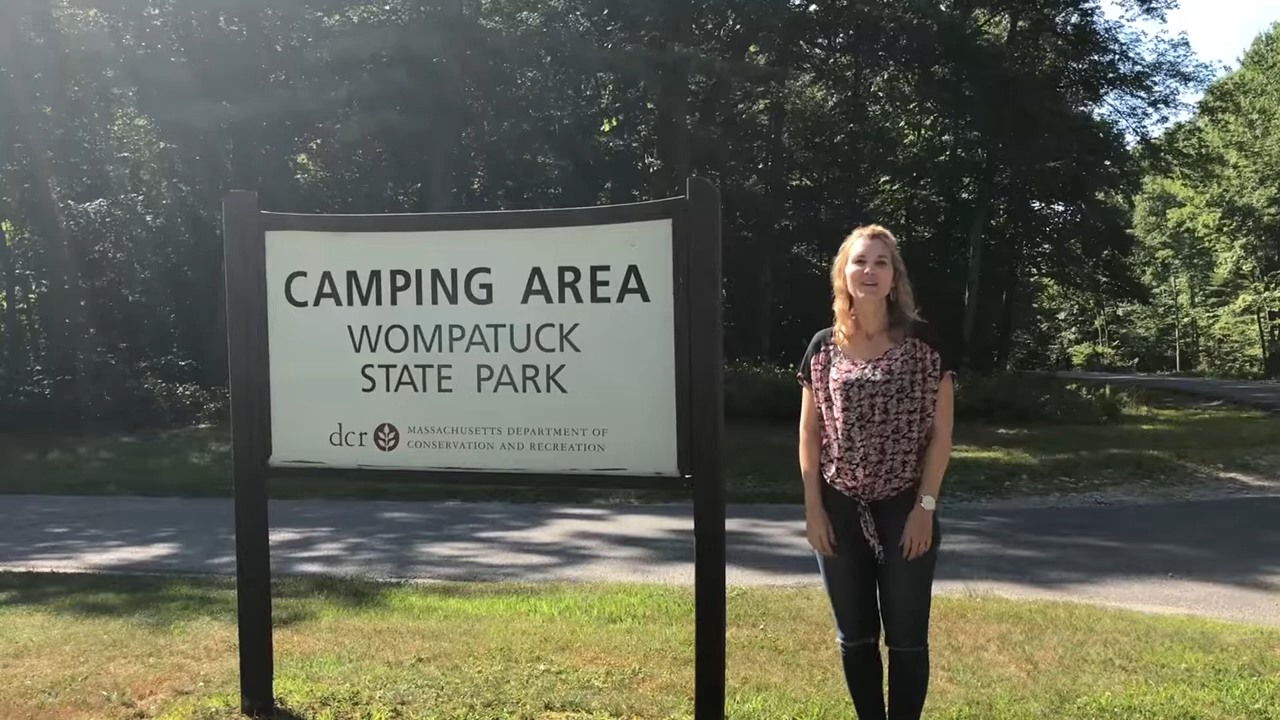 CAMPING AREA
WOMPATUCK
STATE PARK
dcr MASSACHUSETTS DEPARTMENT OF
CONSERVATION AND RECREATION